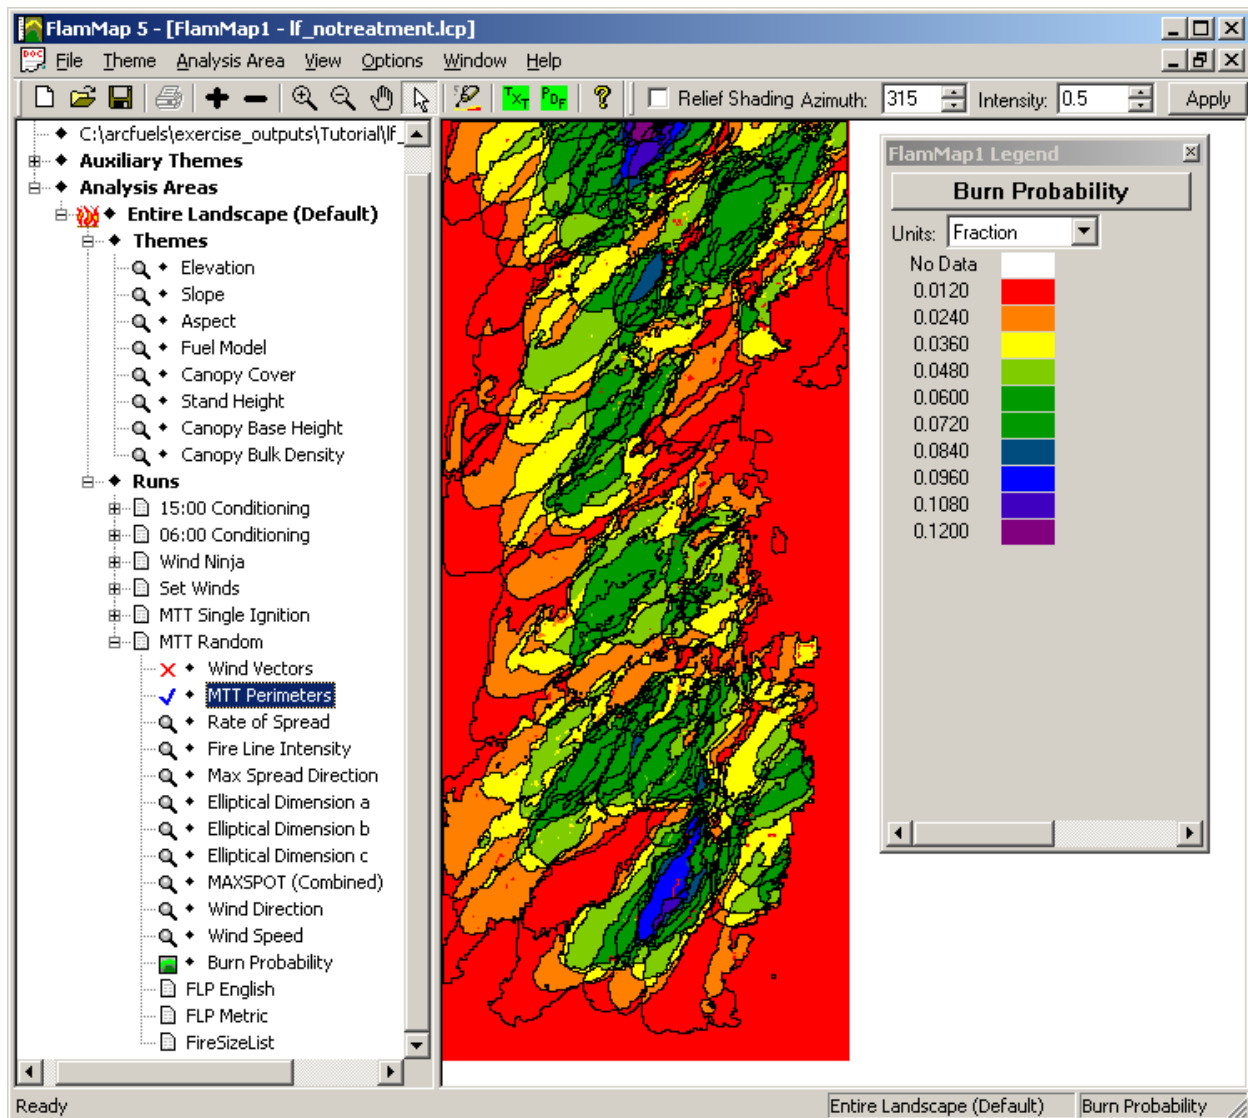 FlamMap 5 - [FlamMap1 - lf_notreatment.lcp]
File Theme Analysis Area View Options Window Help
TXT PDF ? Relief Shading Azimuth: 315 Intensity: 0.5 Apply
C:\arcfuels\exercise_outputs\Tutorial\lf_
Auxiliary Themes
Analysis Areas
Entire Landscape (Default)
Themes
Elevation
Slope
Aspect
Fuel Model
Canopy Cover
Stand Height
Canopy Base Height
Canopy Bulk Density
Runs
15:00 Conditioning
06:00 Conditioning
Wind Ninja
Set Winds
MTT Single Ignition
MTT Random
Wind Vectors
MTT Perimeters
Rate of Spread
Fire Line Intensity
Max Spread Direction
Elliptical Dimension a
Elliptical Dimension b
Elliptical Dimension c
MAXSPOT (Combined)
Wind Direction
Wind Speed
Burn Probability
FLP English
FLP Metric
FireSizeList
FlamMap1 Legend
Burn Probability
Units: Fraction
No Data
0.0120
0.0240
0.0360
0.0480
0.0600
0.0720
0.0840
0.0960
0.1080
0.1200
Ready
Entire Landscape (Default)
Burn Probability